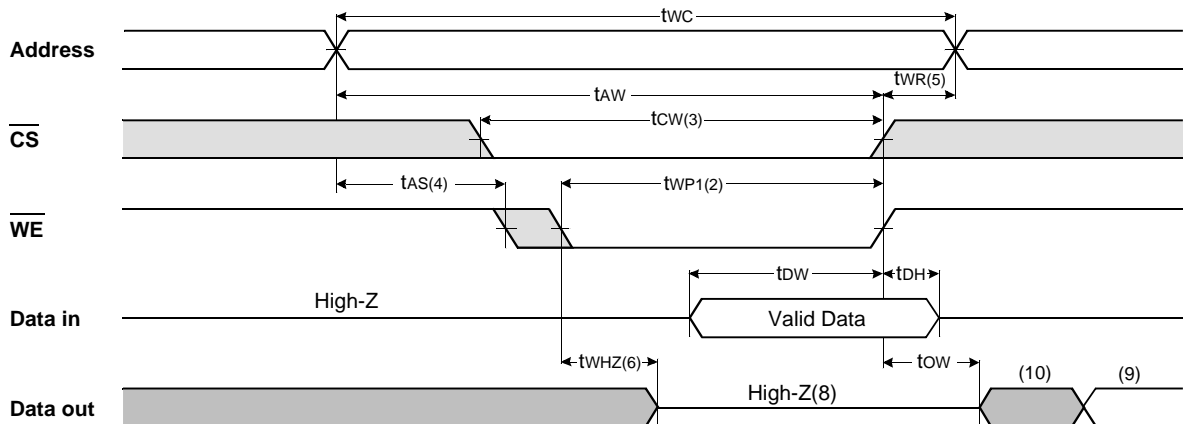 tWC
Address
tWR(5)
tAW
tCW(3)
CS
tAS(4)
tWP1(2)
WE
tDW
tDH
High-Z
Data in
Valid Data
tWHZ(6)
tOW
(10)
(9)
High-Z(8)
Data out